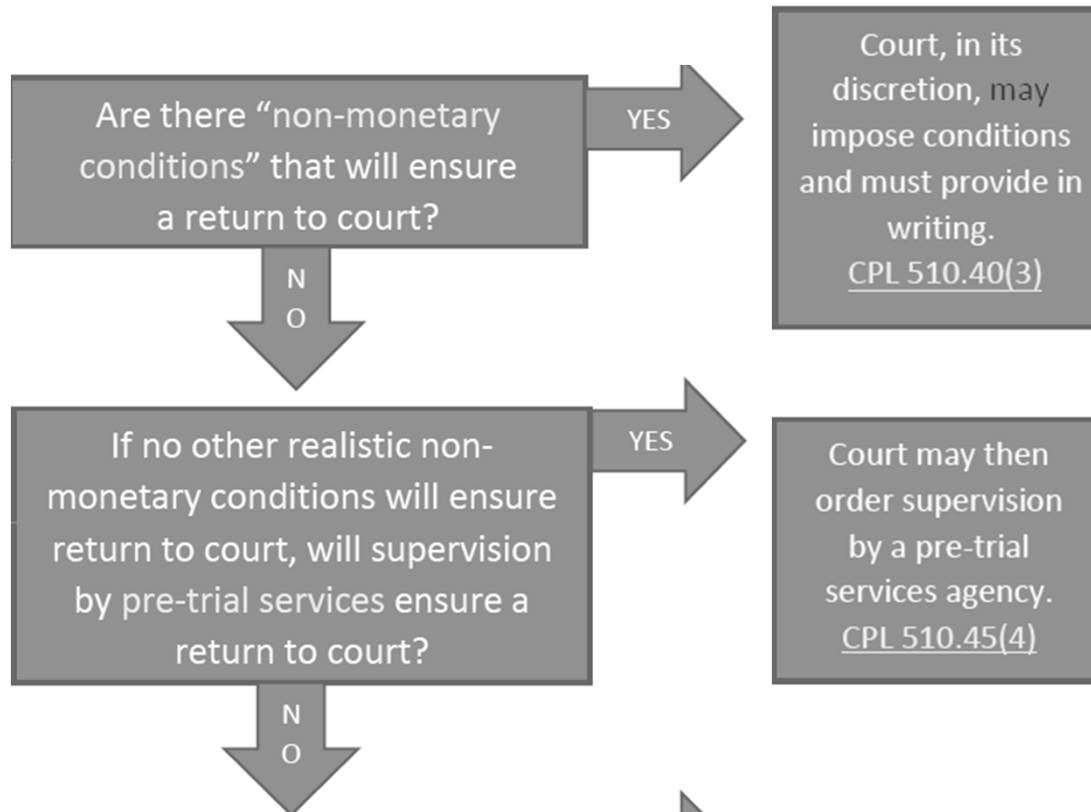 Are there “non-monetary
conditions” that will ensure
a return to court?
YES
Court, in its
discretion, may
impose conditions
and must provide in
writing.
CPL 510.40(3)
N
O
If no other realistic non-
monetary conditions will ensure
return to court, will supervision
by pre-trial services ensure a
return to court?
YES
Court may then
order supervision
by a pre-trial
services agency.
CPL 510.45(4)
N
O